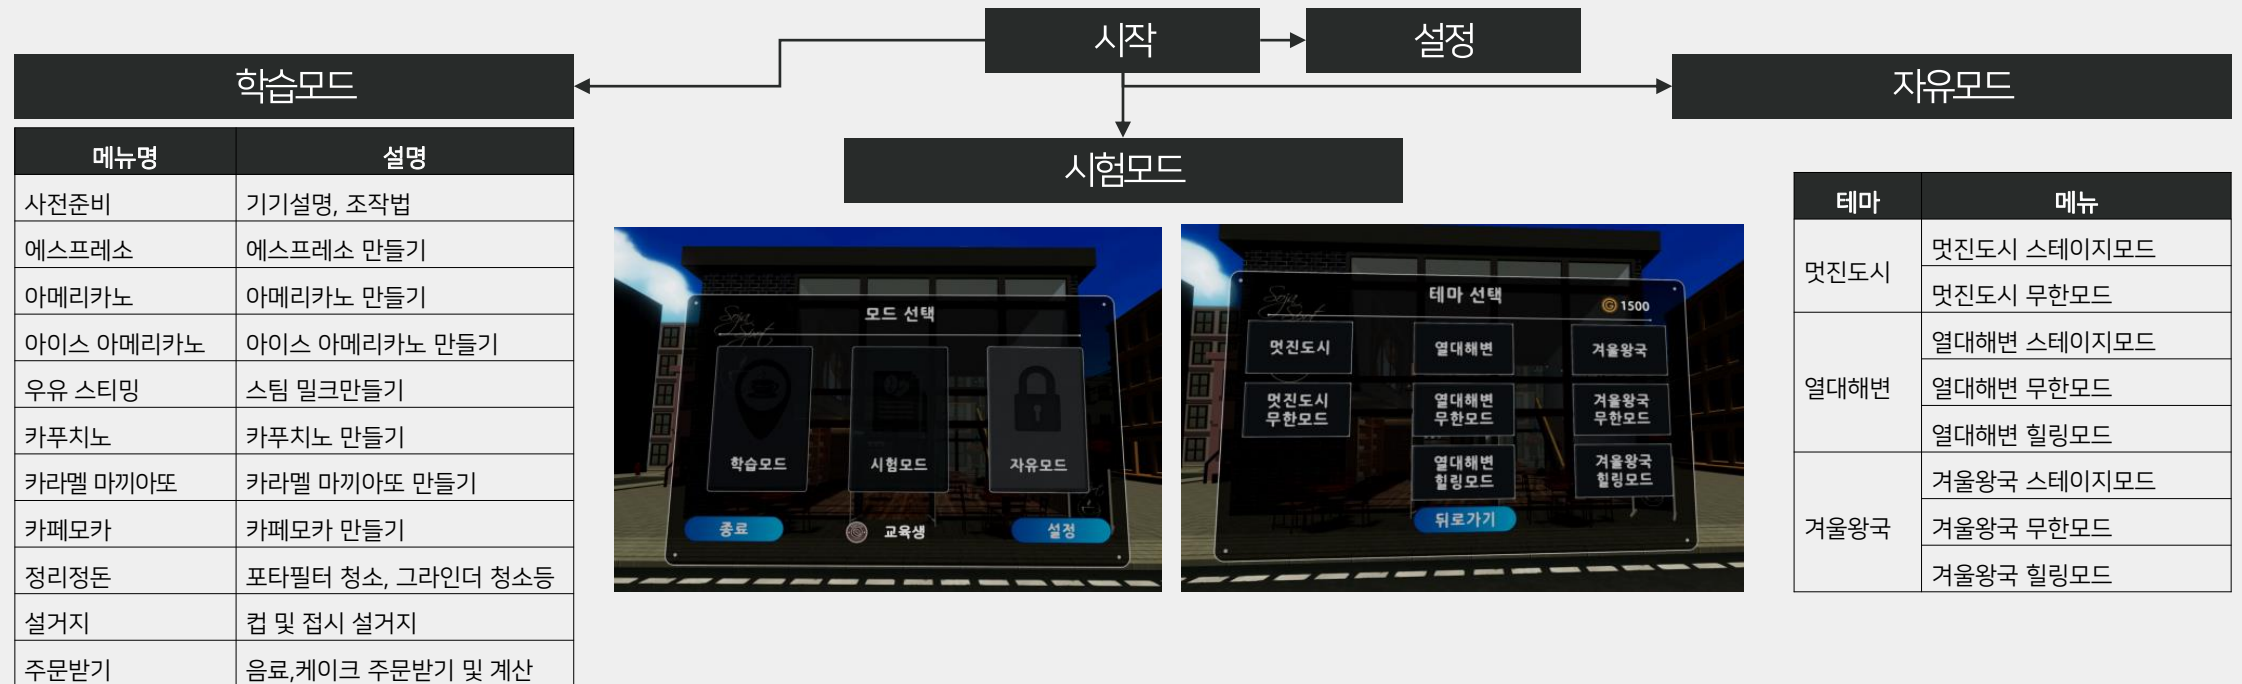 시작
설정
학습모드
자유모드
시험모드
메뉴명 설명
사전준비 기기설명, 조작법
에스프레소 에스프레소 만들기
아메리카노 아메리카노 만들기
아이스 아메리카노 아이스 아메리카노 만들기
우유 스티밍 스팀 밀크만들기
카푸치노 카푸치노 만들기
카라멜 마끼아또 카라멜 마끼아또 만들기
카페모카 카페모카 만들기
정리정돈 포타필터 청소, 그라인더 청소등
설거지 컵 및 접시 설거지
주문받기 음료,케이크 주문받기 및 계산
모드 선택
학습모드 시험모드 자유모드
종료 교육생 설정
테마 선택
1500
멋진도시 열대해변 겨울왕국
멋진도시
무한모드
열대해변
무한모드
겨울왕국
무한모드
열대해변
힐링모드
겨울왕국
힐링모드
뒤로가기
테마 메뉴
멋진도시
멋진도시 스테이지모드
멋진도시 무한모드
열대해변
열대해변 스테이지모드
열대해변 무한모드
열대해변 힐링모드
겨울왕국
겨울왕국 스테이지모드
겨울왕국 무한모드
겨울왕국 힐링모드